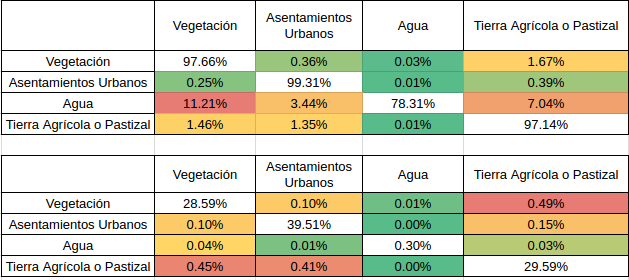 Vegetación Asentamientos Urbanos Agua Tierra Agrícola o Pastizal
Vegetación 97.66% 0.36% 0.03% 1.67%
Asentamientos Urbanos 0.25% 99.31% 0.01% 0.39%
Agua 11.21% 3.44% 78.31% 7.04%
Tierra Agrícola o Pastizal 1.46% 1.35% 0.01% 97.14%
Vegetación Asentamientos Urbanos Agua Tierra Agrícola o Pastizal
Vegetación 28.59% 0.10% 0.01% 0.49%
Asentamientos Urbanos 0.10% 39.51% 0.00% 0.15%
Agua 0.04% 0.01% 0.30% 0.03%
Tierra Agrícola o Pastizal 0.45% 0.41% 0.00% 29.59%